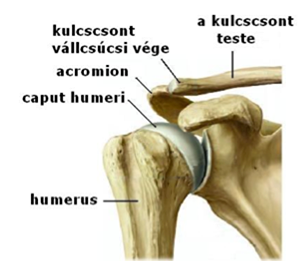 kulcscsont
vállcsúcsi vége
a kulcscsont
teste
acromion
caput humeri
humerus